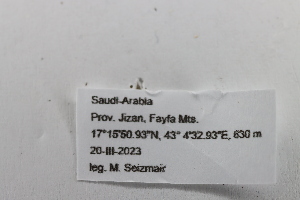 Saudi-Arabia
Prov. Jizan, Fayfa Mts.
17°15'50.93"N, 43° 4'32.93"E, 630 m
20-III-2023
leg. M. Seizmair